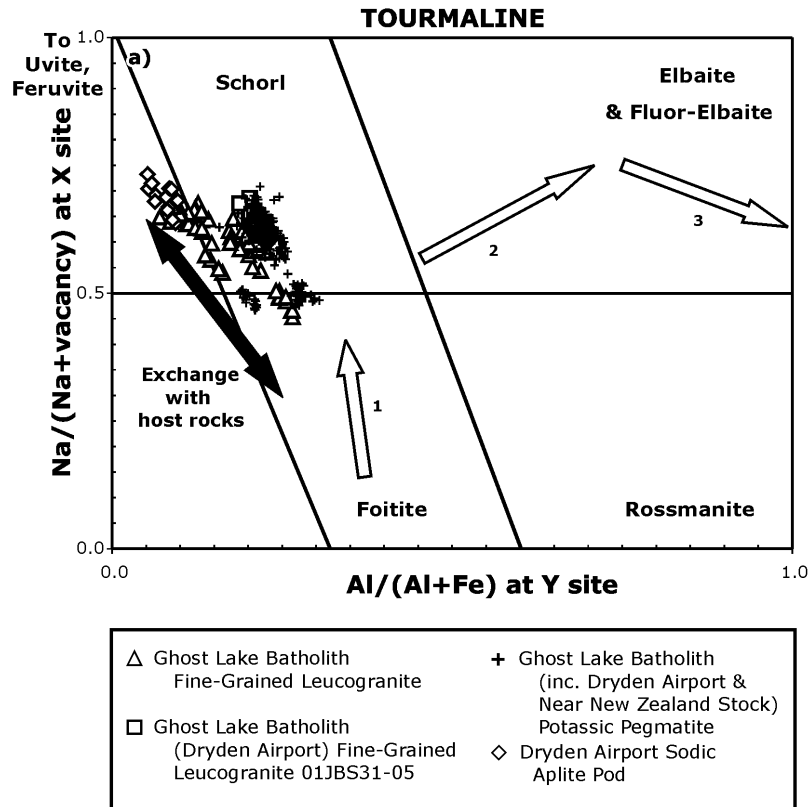 TOURMALINE
To
Uvite,
Feruvite
1.0
a)
Schorl
Elbaite
& Fluor-Elbaite
Na/(Na+vacancy) at X site
2
3
0.5
Exchange
with
host rocks
1
Foitite
Rossmanite
0.0
0.0
1.0
Al/(Al+Fe) at Y site
Ghost Lake Batholith
Fine-Grained Leucogranite
Ghost Lake Batholith
(Dryden Airport) Fine-Grained
Leucogranite 01JBS31-05
Ghost Lake Batholith
(inc. Dryden Airport &
Near New Zealand Stock)
Potassic Pegmatite
Dryden Airport Sodic
Aplite Pod